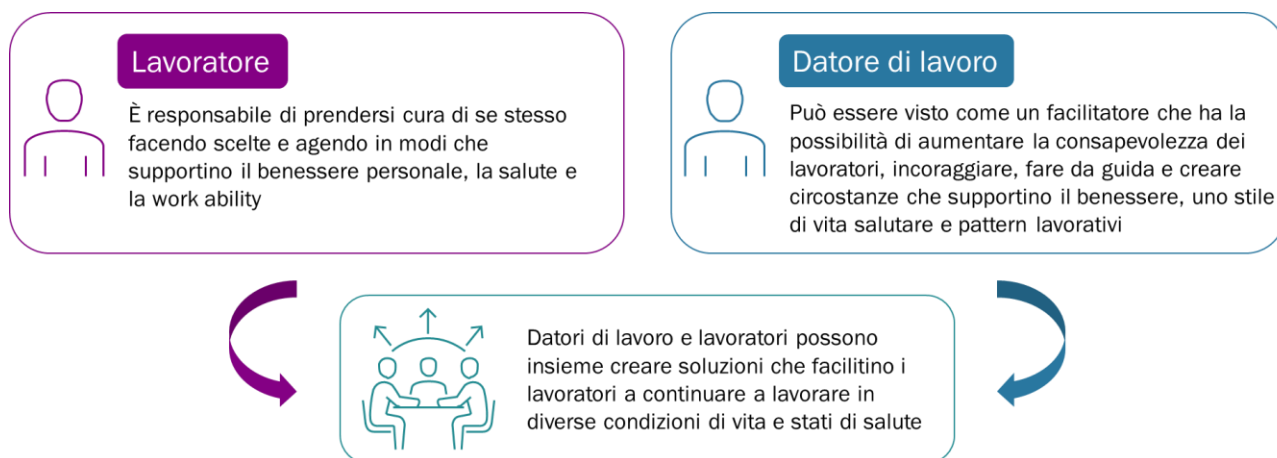 Lavoratore
È responsabile di prendersi cura di se stesso
facendo scelte e agendo in modi che
supportino il benessere personale, la salute e
la work ability
Datore di lavoro
Può essere visto come un facilitatore che ha la
possibilità di aumentare la consapevolezza dei
lavoratori, incoraggiare, fare da guida e creare
circostanze che supportino il benessere, uno stile
di vita salutare e pattern lavorativi
Datori di lavoro e lavoratori possono
insieme creare soluzioni che facilitino i
lavoratori a continuare a lavorare in
diverse condizioni di vita e stati di salute